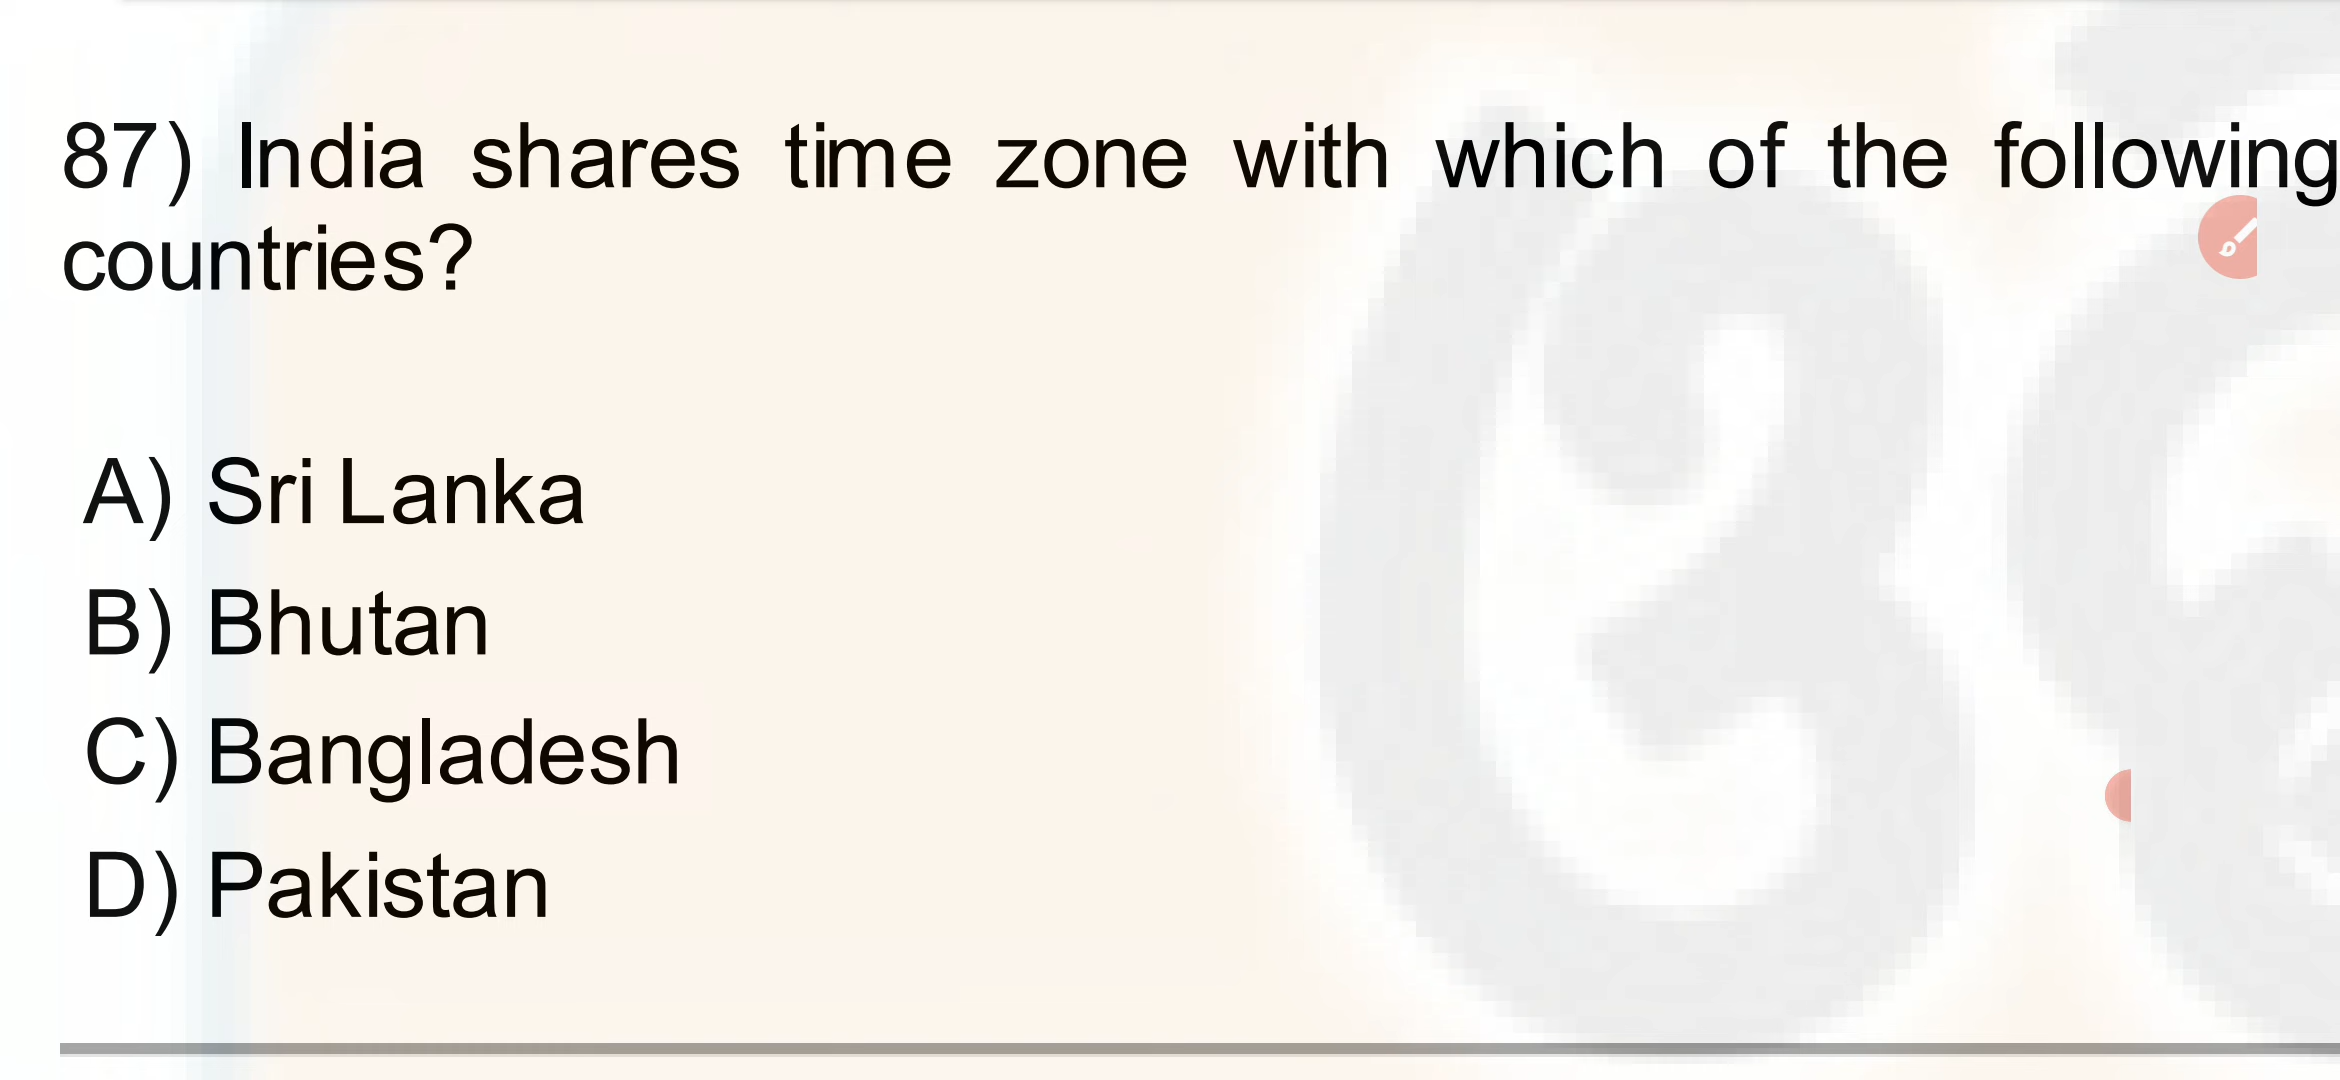 87) India shares time zone with which of the following
countries?
A) Sri Lanka
B) Bhutan
C) Bangladesh
D) Pakistan